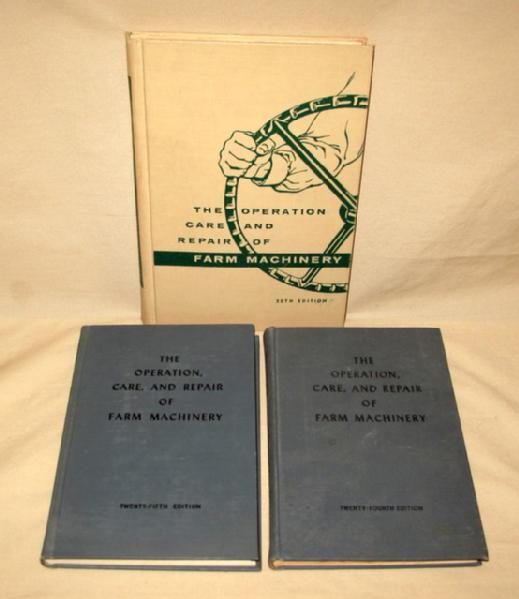 THE OPERATION
CARE AND
REPAIR OF
FARM MACHINERY
EDITION
THE
OPERATION,
CARE, AND REPAIR
OF
FARM MACHINERY
TWENTY-FIFTH EDITION
THE
OPERATION,
CARE, AND REPAIR
OF
FARM MACHINERY
TWENTY-FOURTH EDITION